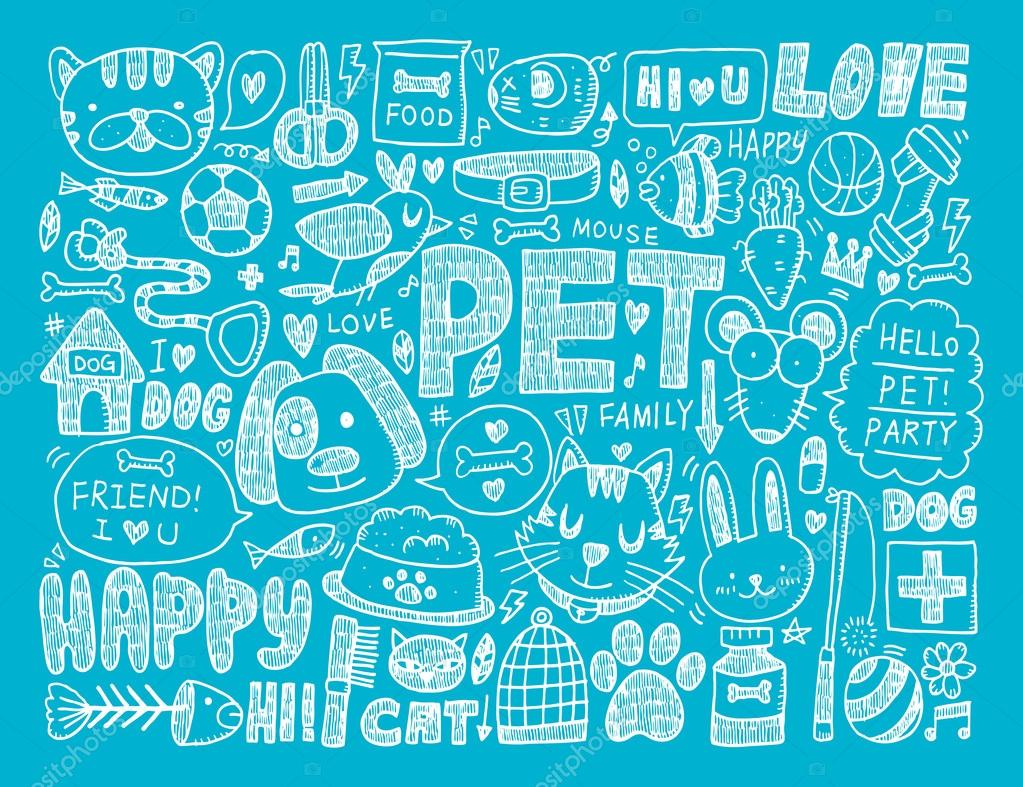 FOOD
HI U
LOVE
HAPPY
MOUSE
PET
LOVE
DOG
I
DOG
FAMILY
HELLO
PET!
PARTY
FRIEND!
I U
DOG
HAPPY
HI!!
CAT
depositphotos